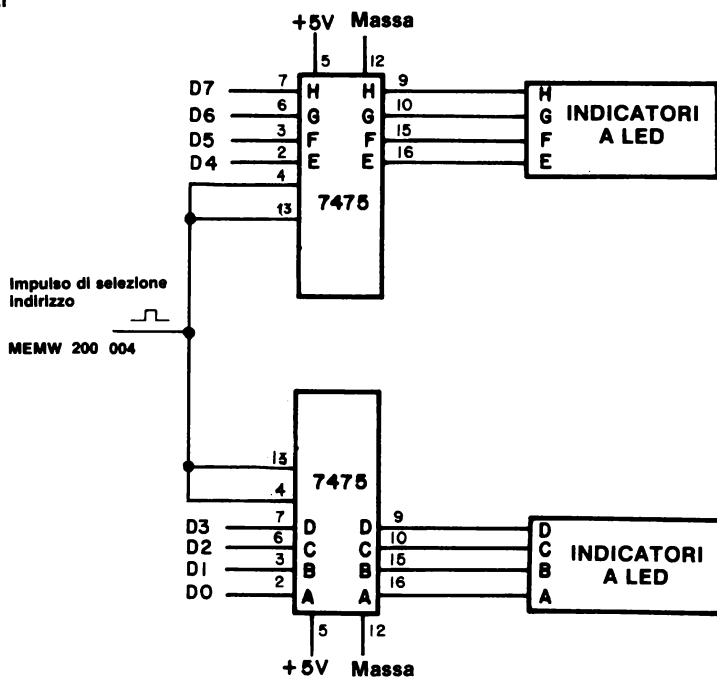 +5V Massa
5 12
D7 7 H H 9 H
D6 6 G G 10 G
D5 3 F F 15 F
D4 2 E E 16 E
INDICATORI
A LED
4
13
7475
Impulso di selezione
indirizzo
MEMW 200 004
13
4
7475
D3 7 D D 9 D
D2 6 C C 10 C
D1 3 B B 15 B
D0 2 A A 16 A
INDICATORI
A LED
5 12
+5V Massa